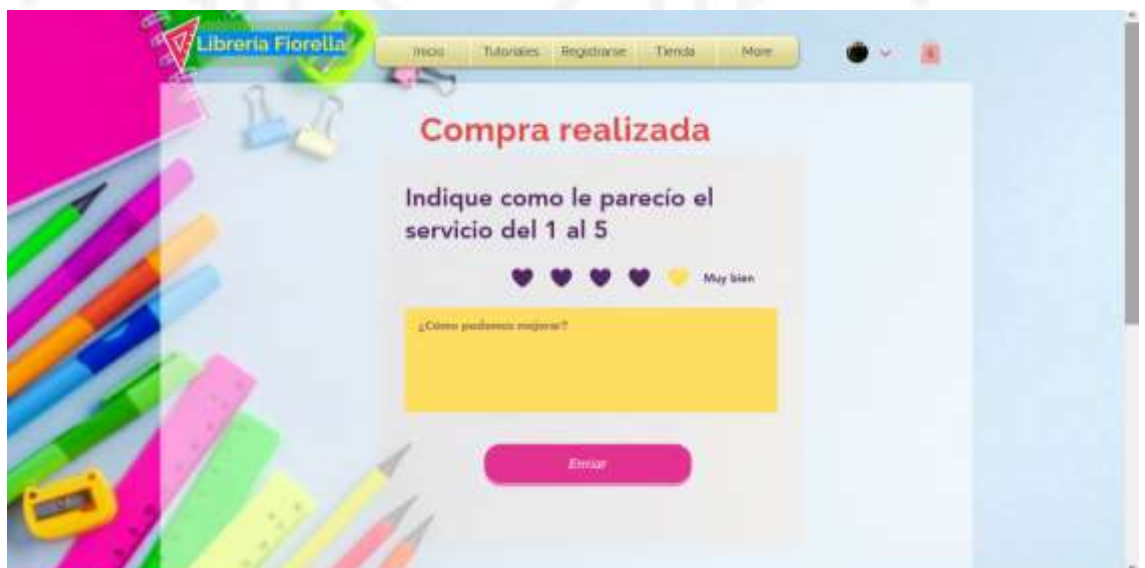 Librería Fiorella
Inicio Tutoriales Registrarse Tienda More
Compra realizada
Indique como le parecío el
servicio del 1 al 5
Muy bien
¿Cómo podemos mejorar?
Enviar